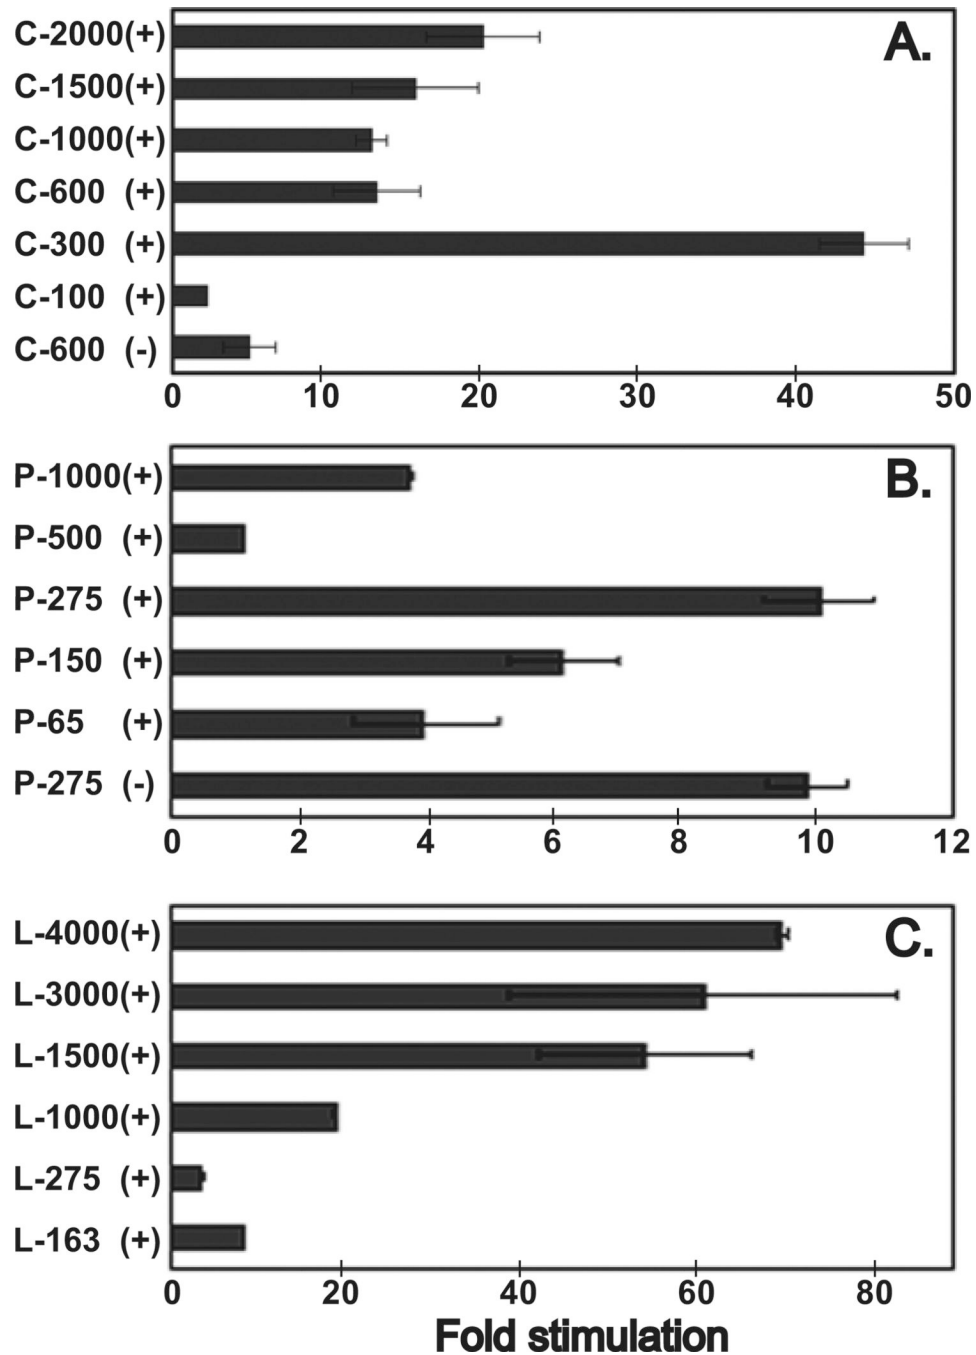 A.
C-2000(+)
C-1500(+)
C-1000(+)
C-600 (+)
C-300 (+)
C-100 (+)
C-600 (-)
0 10 20 30 40 50
B.
P-1000(+)
P-500 (+)
P-275 (+)
P-150 (+)
P-65 (+)
P-275 (-)
0 2 4 6 8 10 12
C.
L-4000(+)
L-3000(+)
L-1500(+)
L-1000(+)
L-275 (+)
L-163 (+)
0 20 40 60 80
Fold stimulation